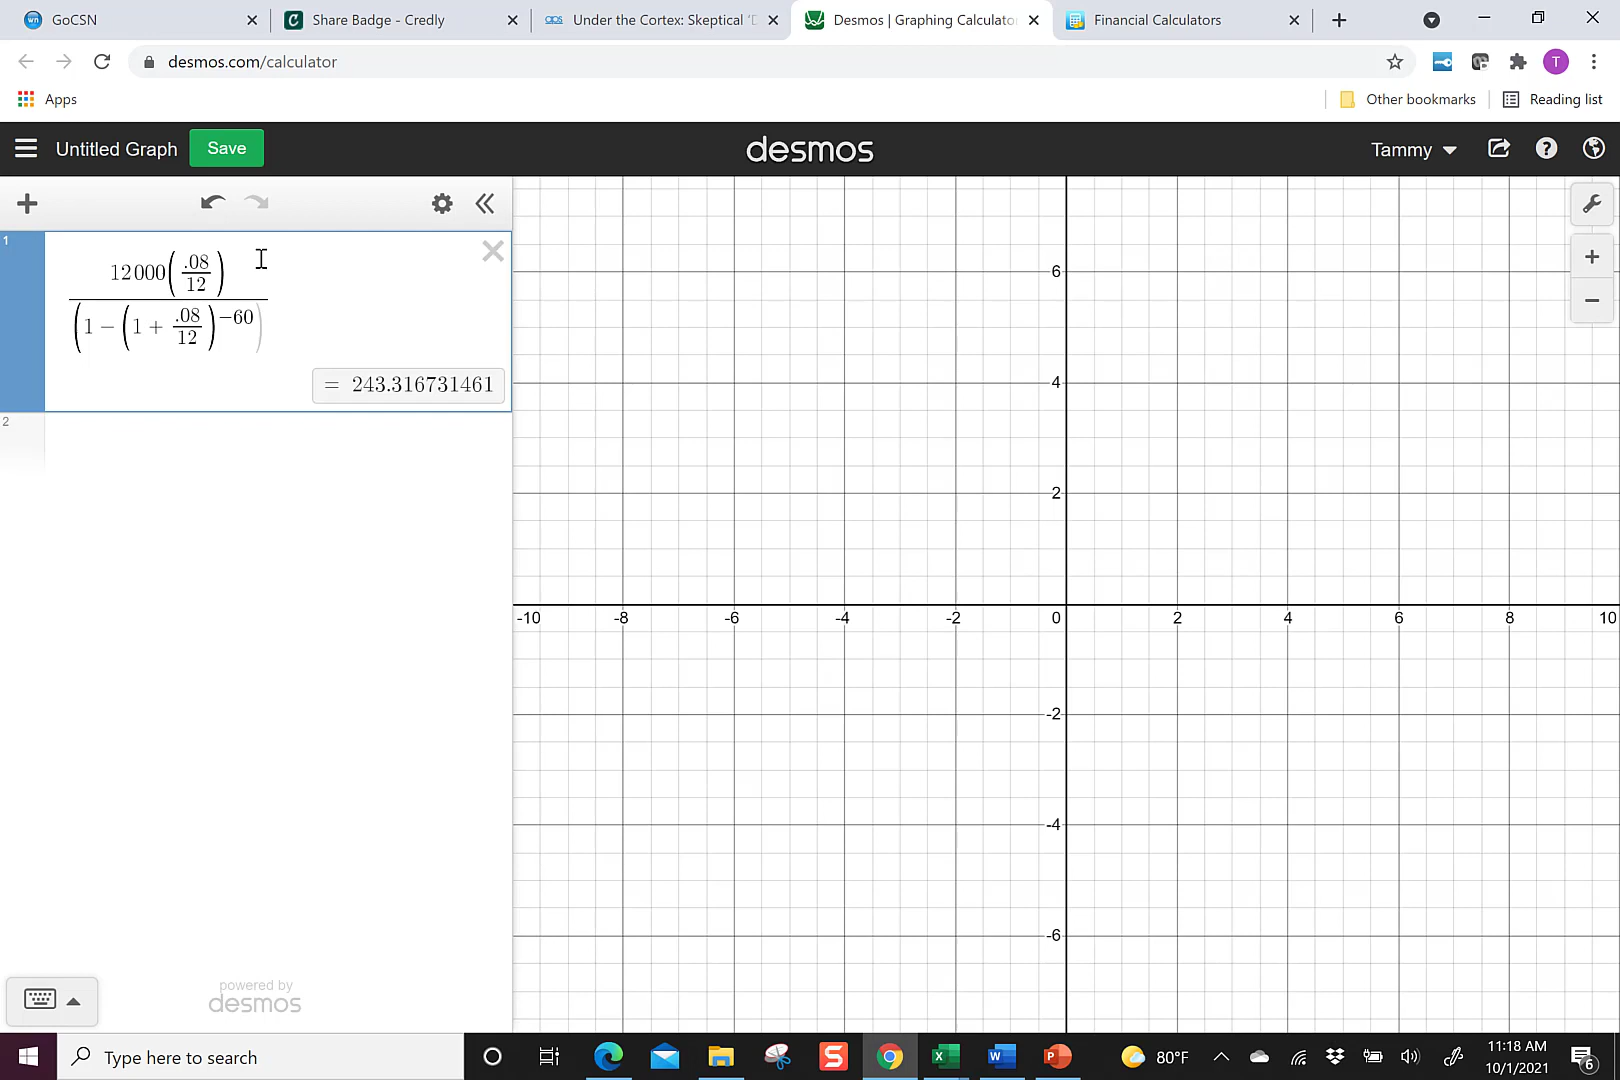 GoCSN
Share Badge - Credly
Under the Cortex: Skeptical
Desmos | Graphing Calculato
Financial Calculators
desmos.com/calculator
T
Apps
Other bookmarks
Reading list
Untitled Graph
Save
desmos
Tammy
1
12000(.08/12)
(1−(1+.08/12)^−60)
= 243.316731461
2
6
4
2
-10 -8 -6 -4 -2 0 2 4 6 8 10
-2
-4
-6
powered by
desmos
Type here to search
80°F
11:18 AM
10/1/2021
6